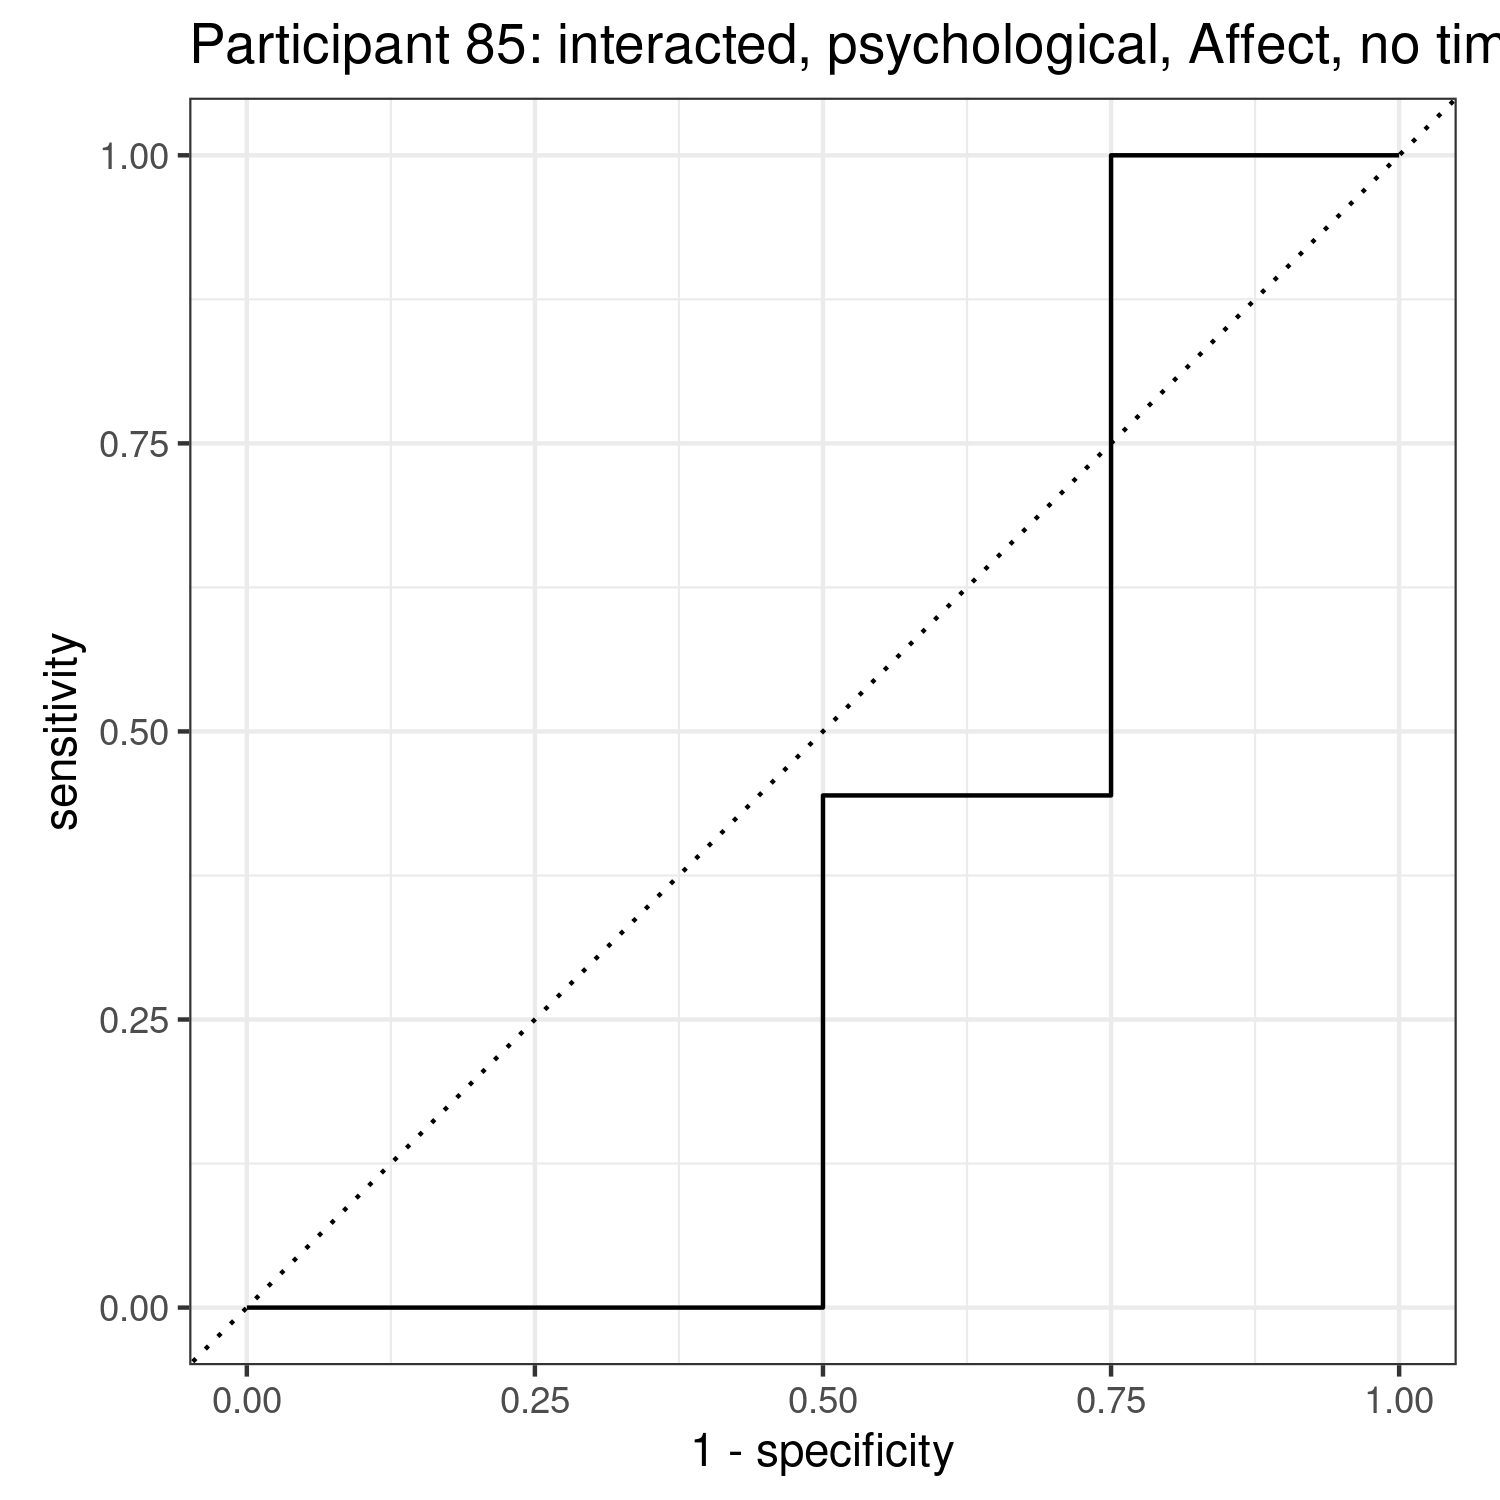 Participant 85: interacted, psychological, Affect, no tim
1.00
0.75
0.50
0.25
0.00
sensitivity
0.00 0.25 0.50 0.75 1.00
1 - specificity